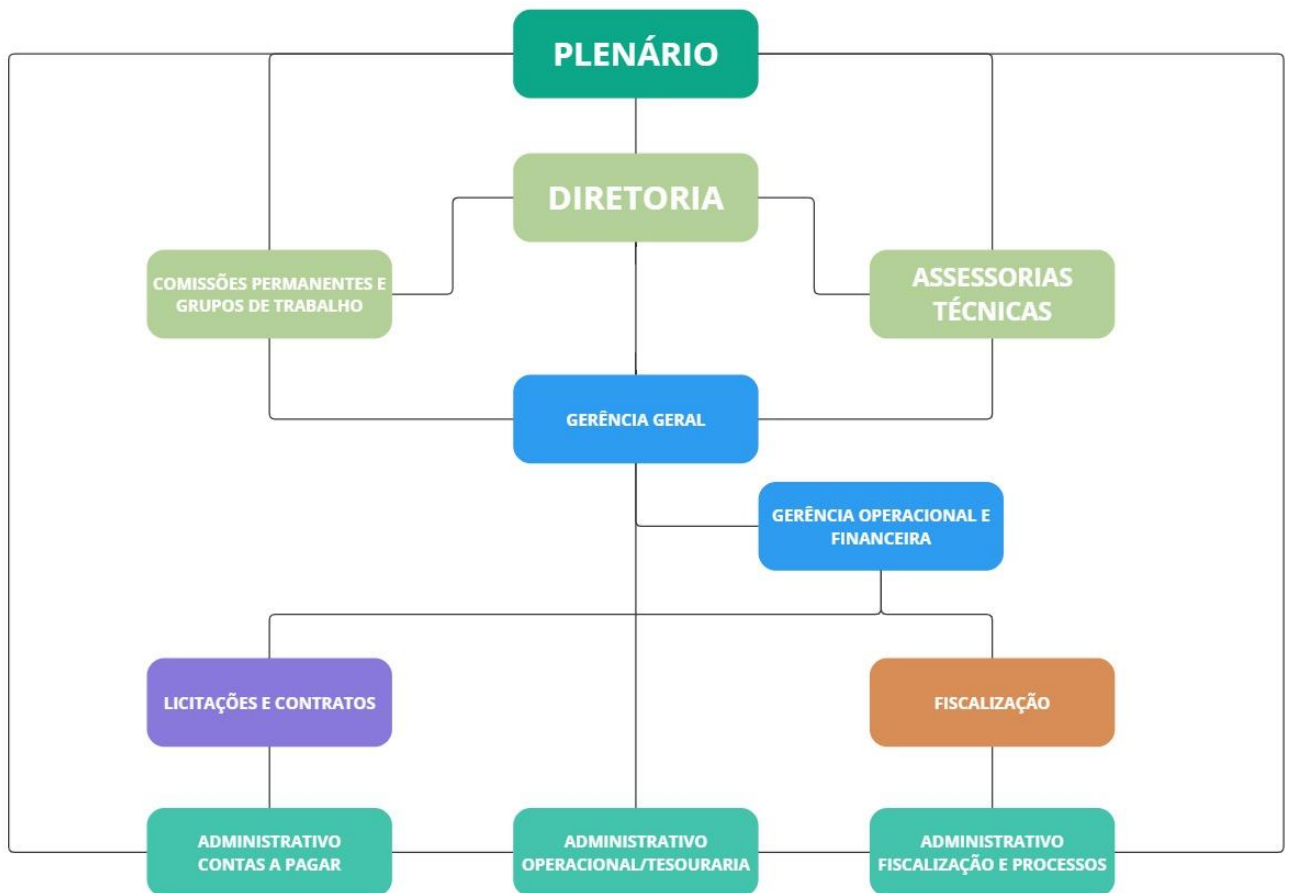 PLENÁRIO
DIRETORIA
COMISSÕES PERMANENTES E
GRUPOS DE TRABALHO
ASSESSORIAS
TÉCNICAS
GERÊNCIA GERAL
GERÊNCIA OPERACIONAL E
FINANCEIRA
LICITAÇÕES E CONTRATOS
FISCALIZAÇÃO
ADMINISTRATIVO
CONTAS A PAGAR
ADMINISTRATIVO
OPERACIONAL/TESOURARIA
ADMINISTRATIVO
FISCALIZAÇÃO E PROCESSOS